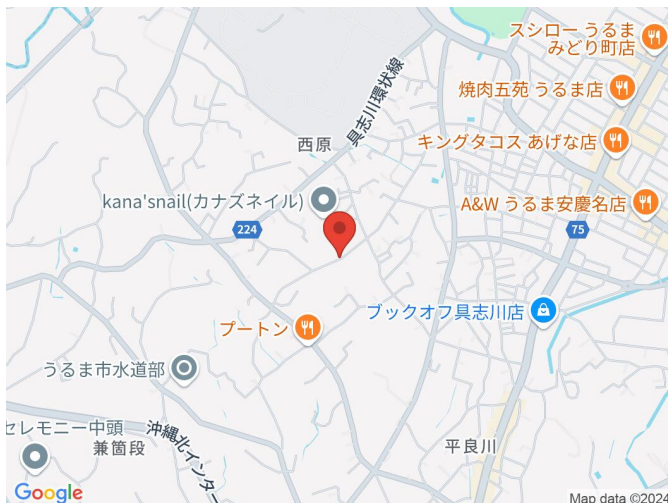 スシロー うるま
みどり町店
焼肉五苑 うるま店
具志川環状線
西原
キングタコス あげな店
kana'snail(カナズネイル)
A&W うるま安慶名店
224
75
ブックオフ具志川店
プートン
うるま市水道部
セレモニー中頭
兼箇段
沖縄北インター
平良川
Google
Map data ©2024